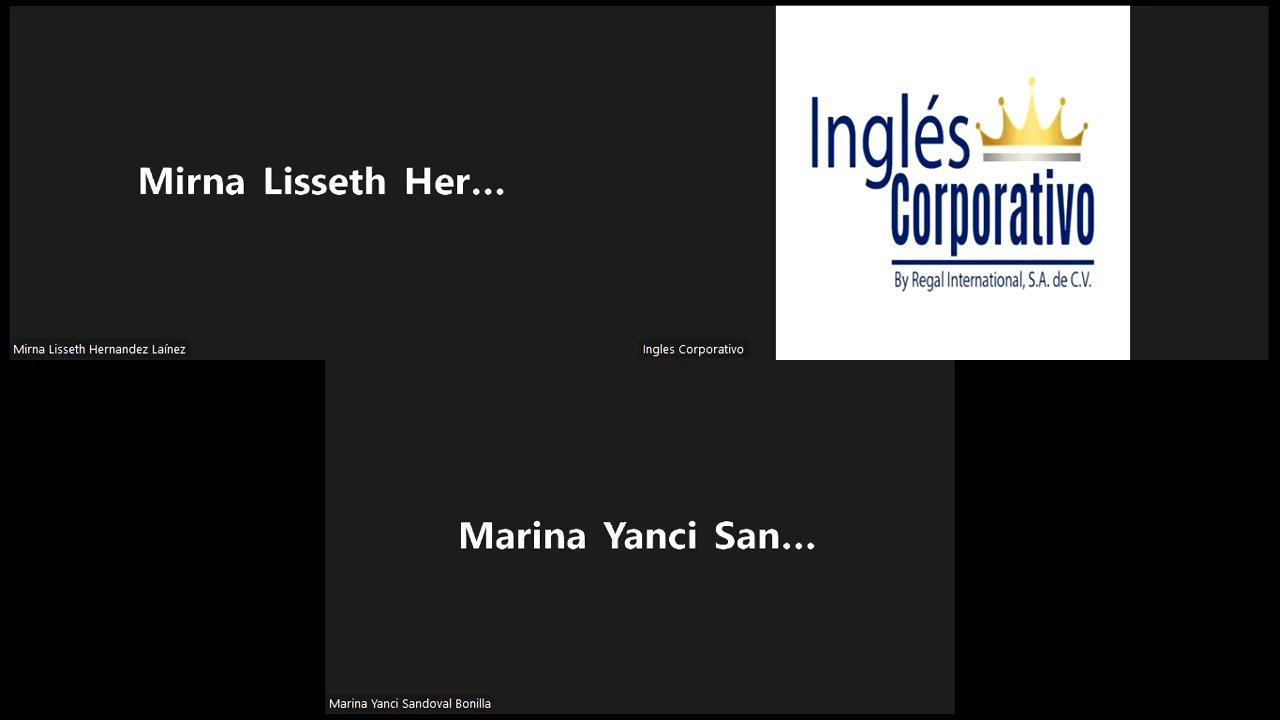 Mirna Lisseth Her...
Mirna Lisseth Hernandez Laínez
Inglés
Corporativo
By Regal International, S.A. de C.V.
Ingles Corporativo
Marina Yanci San...
Marina Yanci Sandoval Bonilla